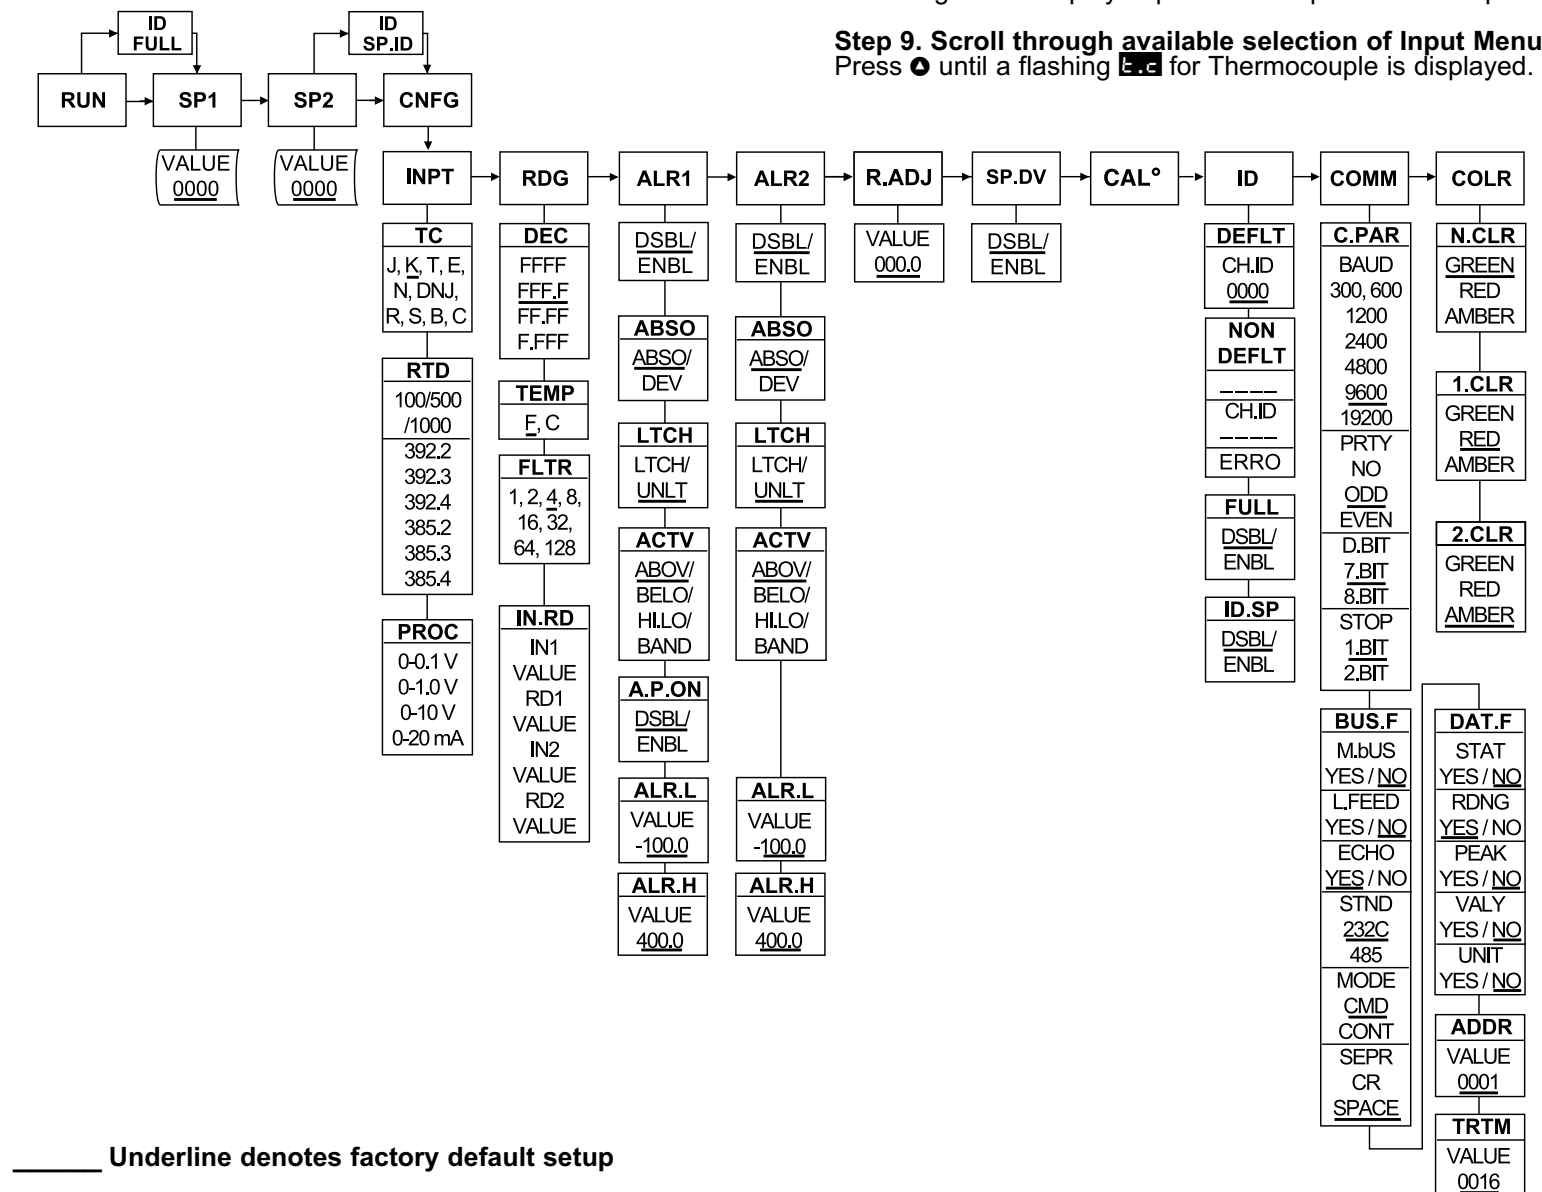 Step 9. Scroll through available selection of Input Menu
Press until a flashing t.c for Thermocouple is displayed.
ID
FULL
ID
SP.ID
RUN
SP1
SP2
CNFG
VALUE
0000
VALUE
0000
INPT
RDG
ALR1
ALR2
R.ADJ
SP.DV
CAL°
ID
COMM
COLR
TC
J, K, T, E,
N, DNJ,
R, S, B, C
RTD
100/500
/1000
392.2
392.3
392.4
385.2
385.3
385.4
PROC
0-0.1 V
0-1.0 V
0-10 V
0-20 mA
DEC
FFFF
FFF.F
FF.FF
F.FFF
TEMP
F, C
FLTR
1, 2, 4, 8,
16, 32,
64, 128
IN.RD
IN1
VALUE
RD1
VALUE
IN2
VALUE
RD2
VALUE
DSBL/
ENBL
ABSO
ABSO/
DEV
LTCH
LTCH/
UNLT
ACTV
ABOV/
BELO/
HI.LO/
BAND
A.P.ON
DSBL/
ENBL
ALR.L
VALUE
-100.0
ALR.H
VALUE
400.0
DSBL/
ENBL
ABSO
ABSO/
DEV
LTCH
LTCH/
UNLT
ACTV
ABOV/
BELO/
HI.LO/
BAND
ALR.L
VALUE
-100.0
ALR.H
VALUE
400.0
VALUE
000.0
DSBL/
ENBL
DEFLT
CH.ID
0000
NON
DEFLT
_ _ _ _
CH.ID
_ _ _ _
ERRO
FULL
DSBL/
ENBL
ID.SP
DSBL/
ENBL
C.PAR
BAUD
300, 600
1200
2400
4800
9600
19200
PRTY
NO
ODD
EVEN
D.BIT
7.BIT
8.BIT
STOP
1.BIT
2.BIT
BUS.F
M.bUS
YES / NO
L.FEED
YES / NO
ECHO
YES / NO
STND
232C
485
MODE
CMD
CONT
SEPR
CR
SPACE
N.CLR
GREEN
RED
AMBER
1.CLR
GREEN
RED
AMBER
2.CLR
GREEN
RED
AMBER
DAT.F
STAT
YES / NO
RDNG
YES / NO
PEAK
YES / NO
VALY
YES / NO
UNIT
YES / NO
ADDR
VALUE
0001
TRTM
VALUE
0016
______ Underline denotes factory default setup